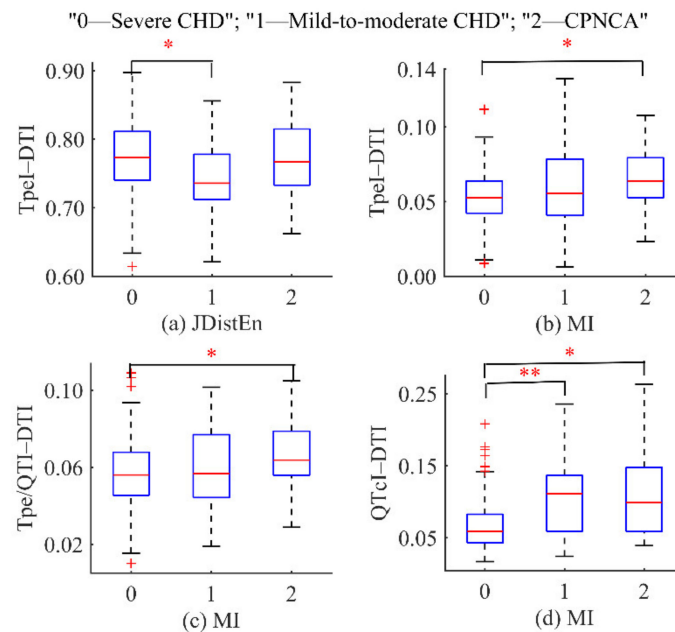 "0—Severe CHD"; "1—Mild-to-moderate CHD"; "2—CPNCA"
*
0.90
0.80
0.70
0.60
TpeI–DTI
0 1 2
(a) JDistEn
*
0.14
0.10
0.05
0.00
TpeI–DTI
0 1 2
(b) MI
*
0.10
0.06
0.02
Tpe/QTI–DTI
0 1 2
(c) MI
*
**
0.25
0.15
0.05
QTcI–DTI
0 1 2
(d) MI